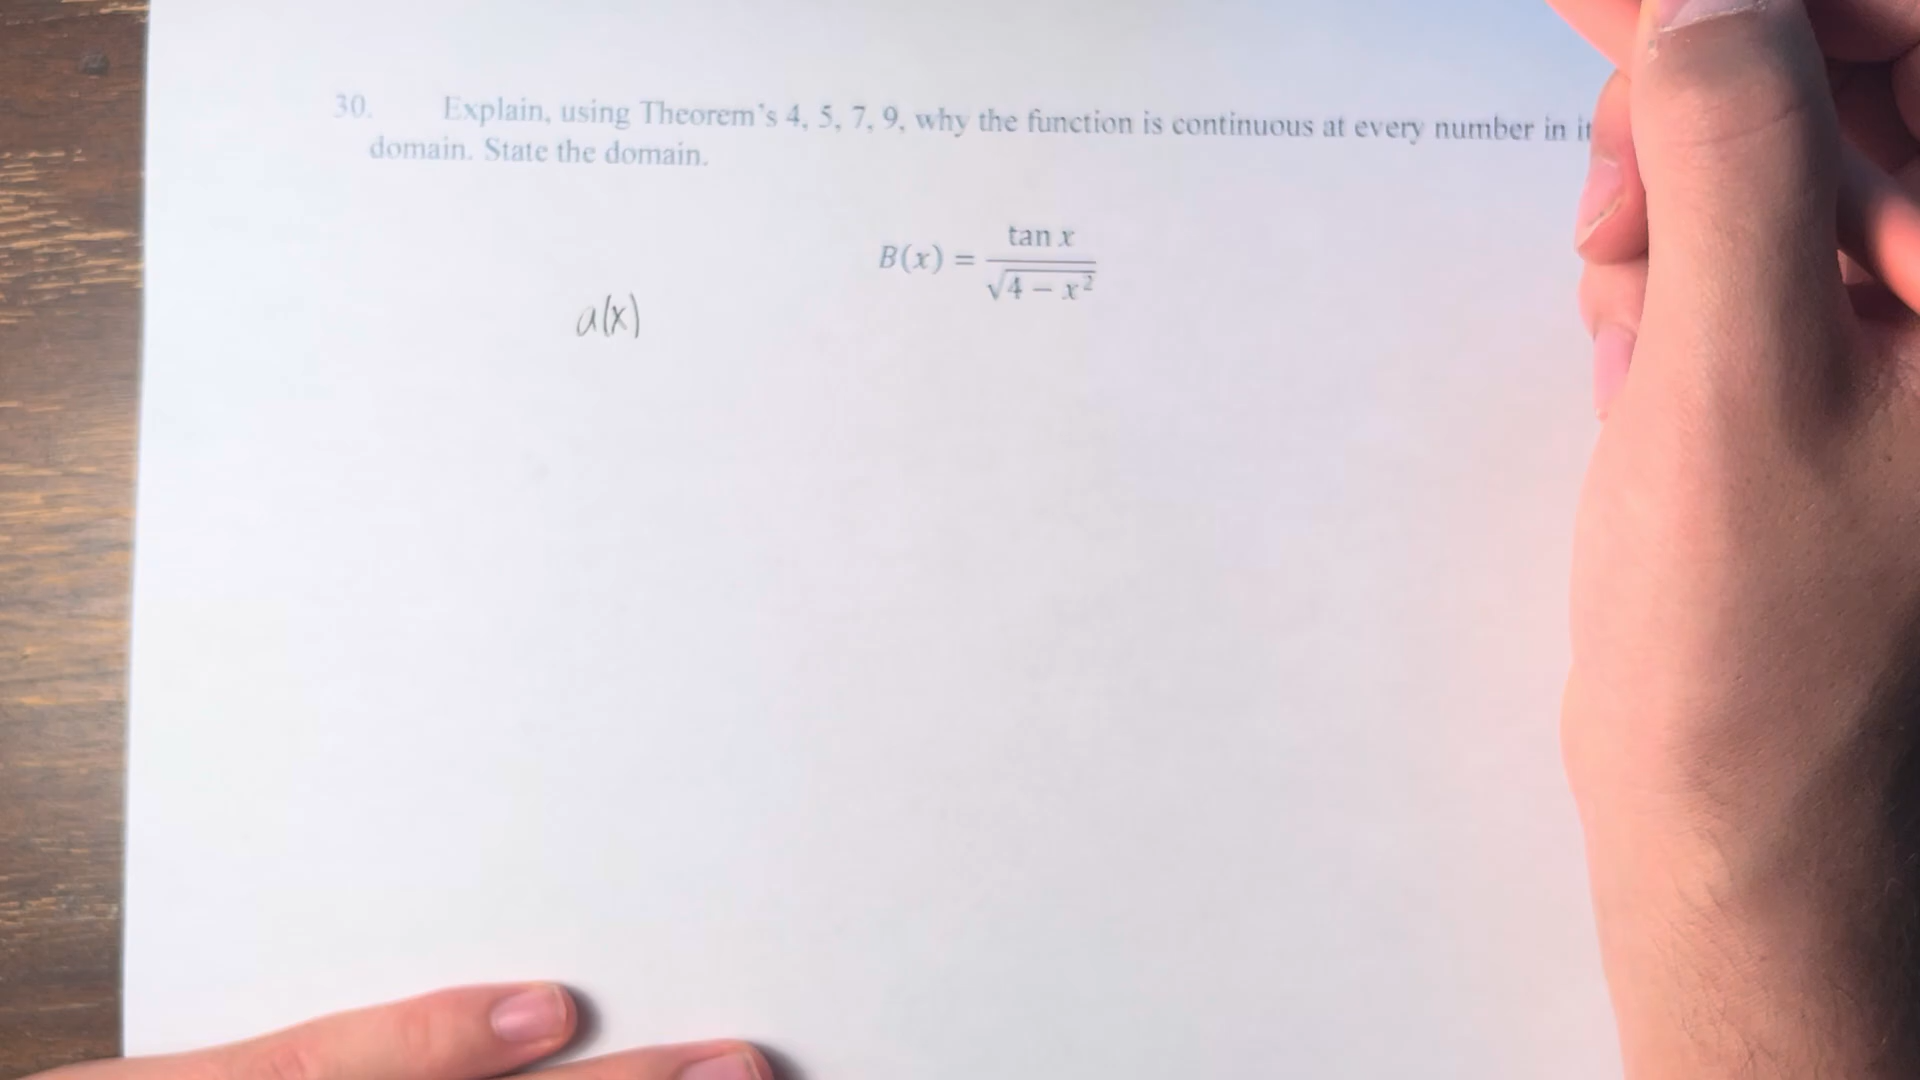 30. Explain, using Theorem's 4, 5, 7, 9, why the function is continuous at every number in
domain. State the domain.
B(x) = tan x / √4 − x²
a(x)